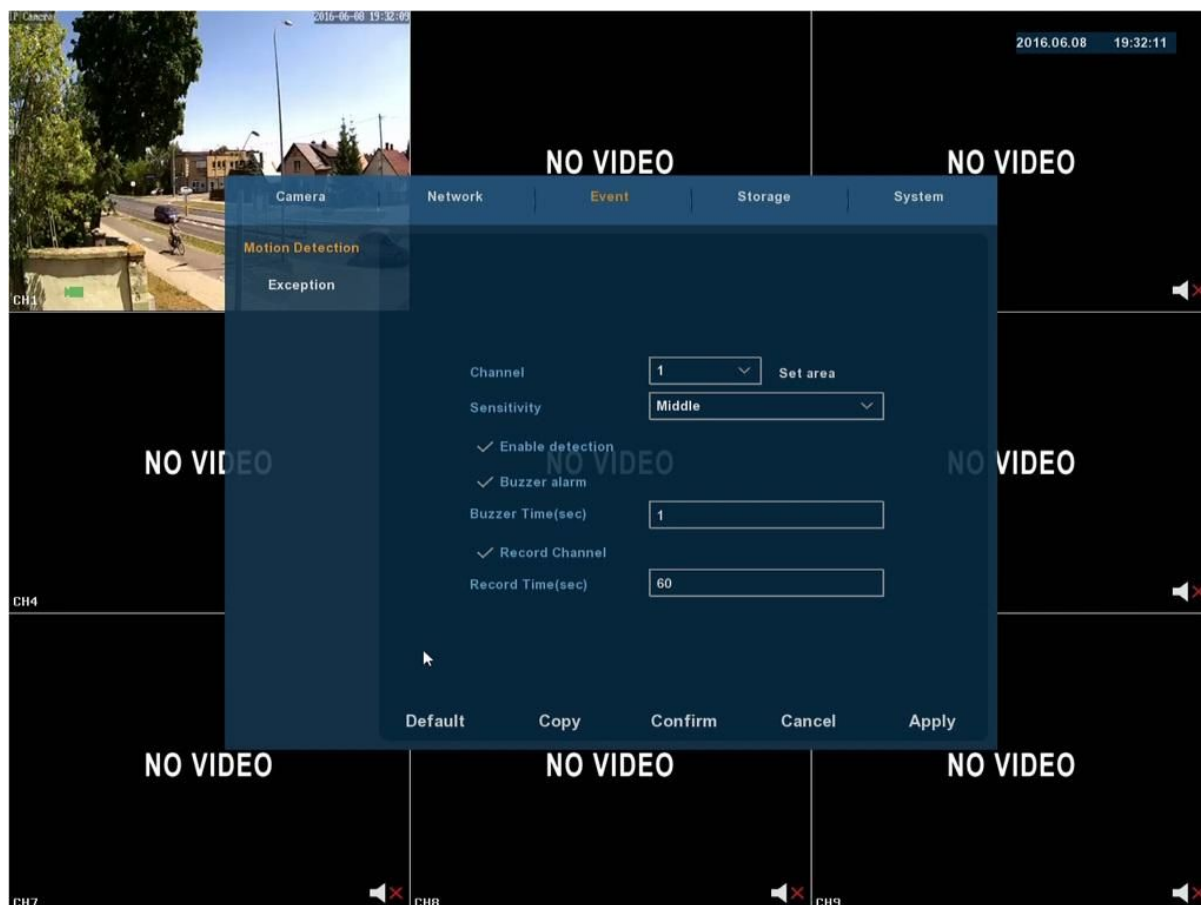 IP Camera
2016-06-08 19:32:09
2016.06.08 19:32:11
NO VIDEO
NO VIDEO
Camera
Network
Event
Storage
System
Motion Detection
Exception
CH1
Channel
1
Set area
Sensitivity
Middle
Enable detection
NO VIDEO
NO VIDEO
NO VIDEO
Buzzer alarm
Buzzer Time(sec)
1
Record Channel
Record Time(sec)
60
CH4
Default
Copy
Confirm
Cancel
Apply
NO VIDEO
NO VIDEO
NO VIDEO
CH7
CH8
CH9